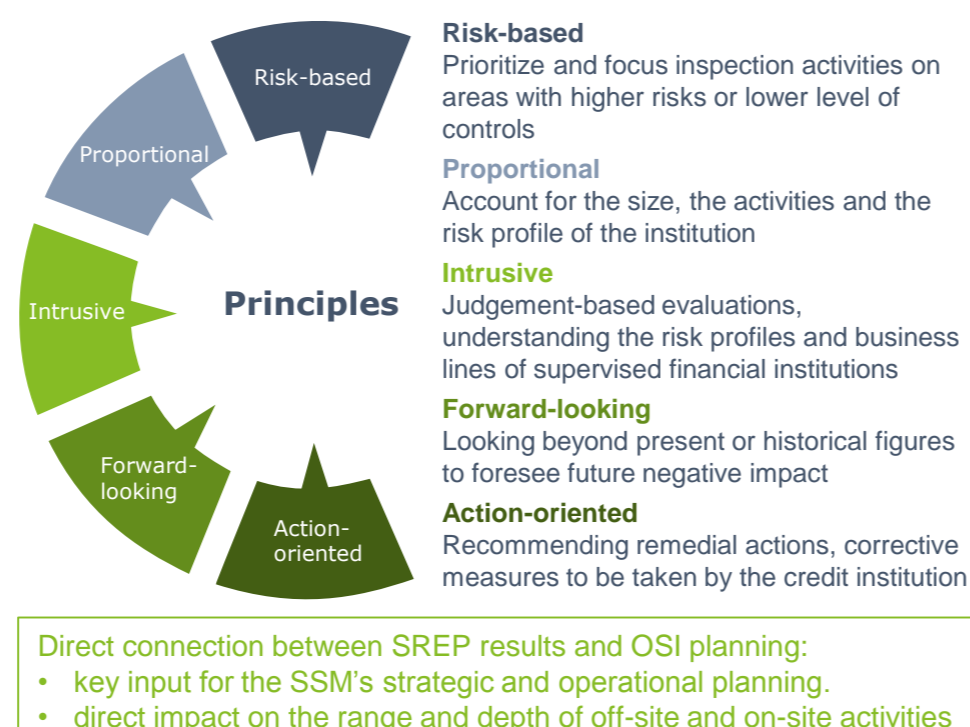 Risk-based
Proportional
Intrusive
Forward-
looking
Action-
oriented
Principles
Risk-based
Prioritize and focus inspection activities on
areas with higher risks or lower level of
controls
Proportional
Account for the size, the activities and the
risk profile of the institution
Intrusive
Judgement-based evaluations,
understanding the risk profiles and business
lines of supervised financial institutions
Forward-looking
Looking beyond present or historical figures
to foresee future negative impact
Action-oriented
Recommending remedial actions, corrective
measures to be taken by the credit institution
Direct connection between SREP results and OSI planning:
• key input for the SSM’s strategic and operational planning.
• direct impact on the range and depth of off-site and on-site activities